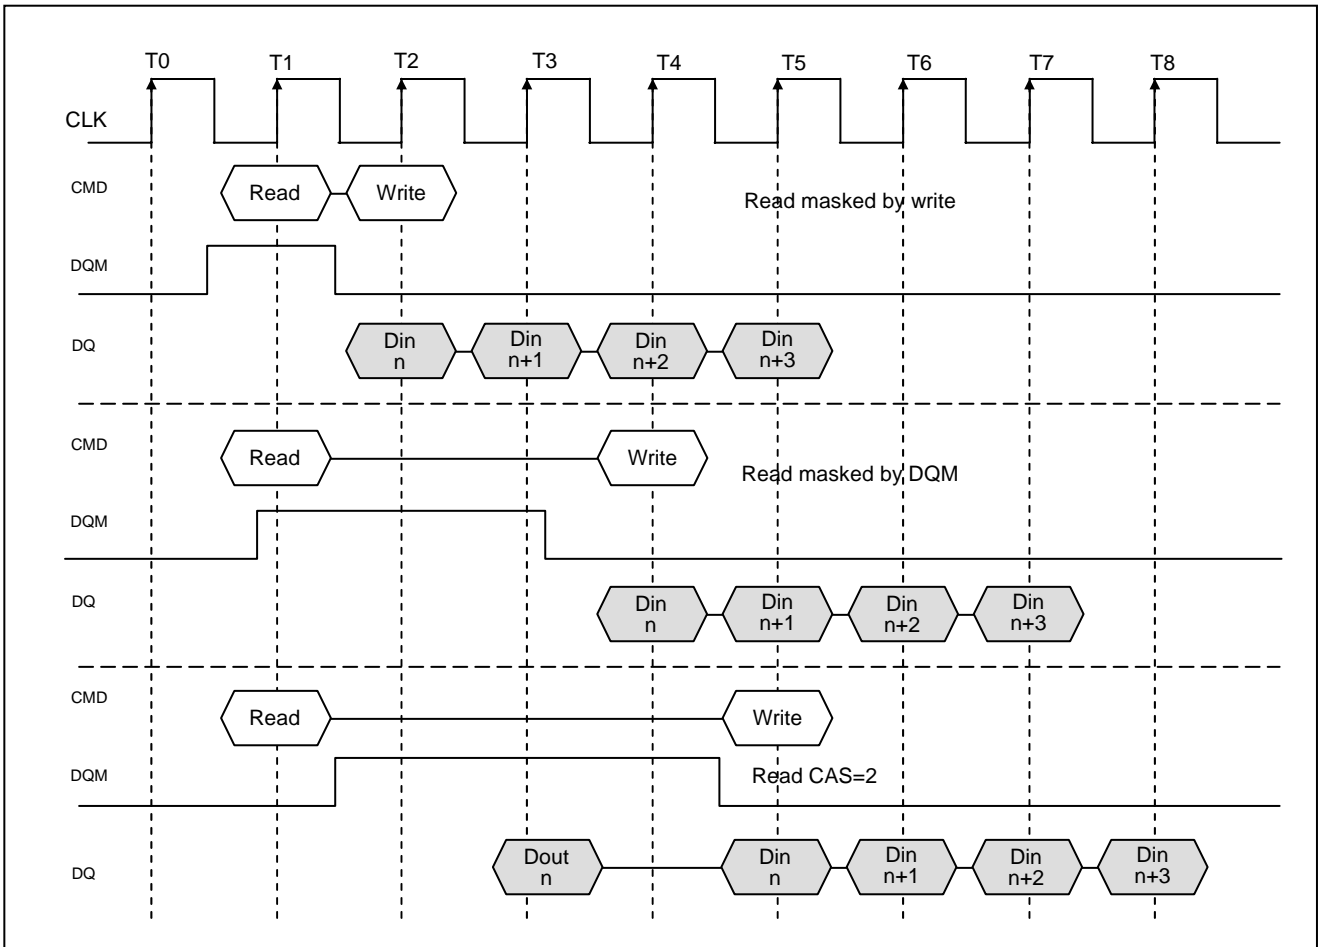 T0 T1 T2 T3 T4 T5 T6 T7 T8
CLK
CMD Read Write Read masked by write
DQM
DQ Din Din Din Din
n n+1 n+2 n+3
CMD Read Write Read masked by DQM
DQM
DQ Din Din Din Din
n n+1 n+2 n+3
CMD Read Write
DQM Read CAS=2
DQ Dout Din Din Din Din
n n n+1 n+2 n+3